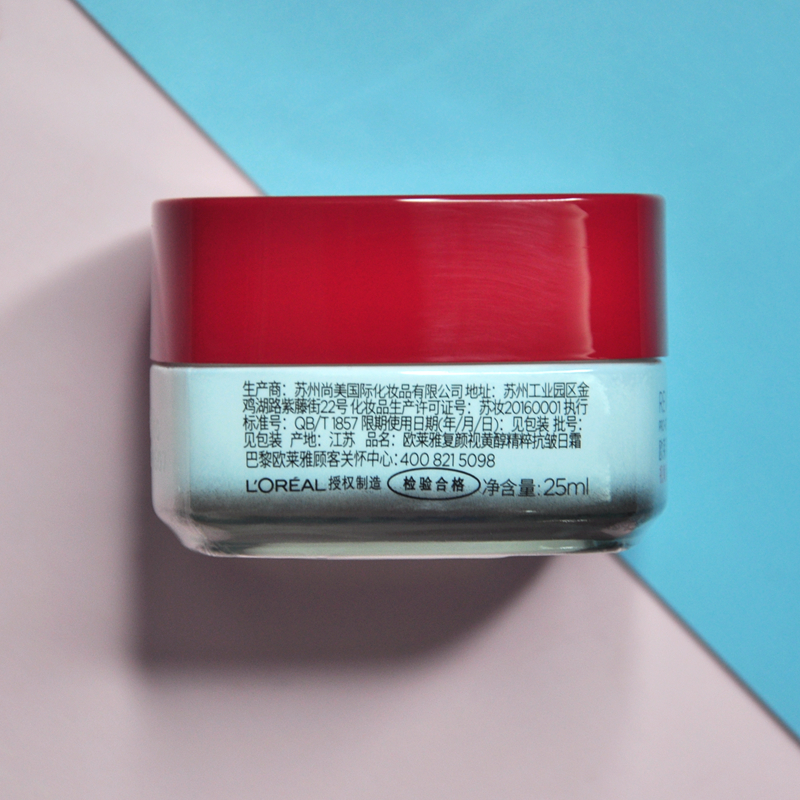 生产商：苏州尚美国际化妆品有限公司 地址：苏州工业园区金
鸡湖路紫藤街22号 化妆品生产许可证号：苏妆20160001 执行
标准号：QB/T 1857 限期使用日期(年/月/日)：见包装 批号：
见包装 产地：江苏 品名：欧莱雅复颜视黄醇精粹抗皱日霜
巴黎欧莱雅顾客关怀中心：400 821 5098
L'ORÉAL 授权制造 检验合格 净含量：25ml